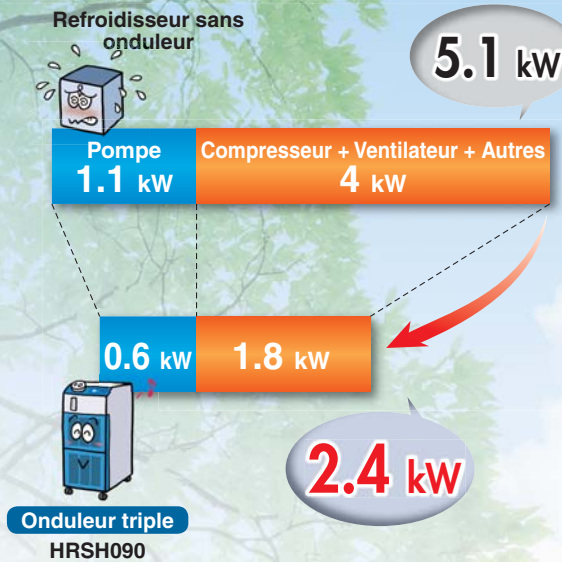 Refroidisseur sans
onduleur
5.1 kW
Pompe
1.1 kW
Compresseur + Ventilateur + Autres
4 kW
0.6 kW
1.8 kW
2.4 kW
Onduleur triple
HRSH090